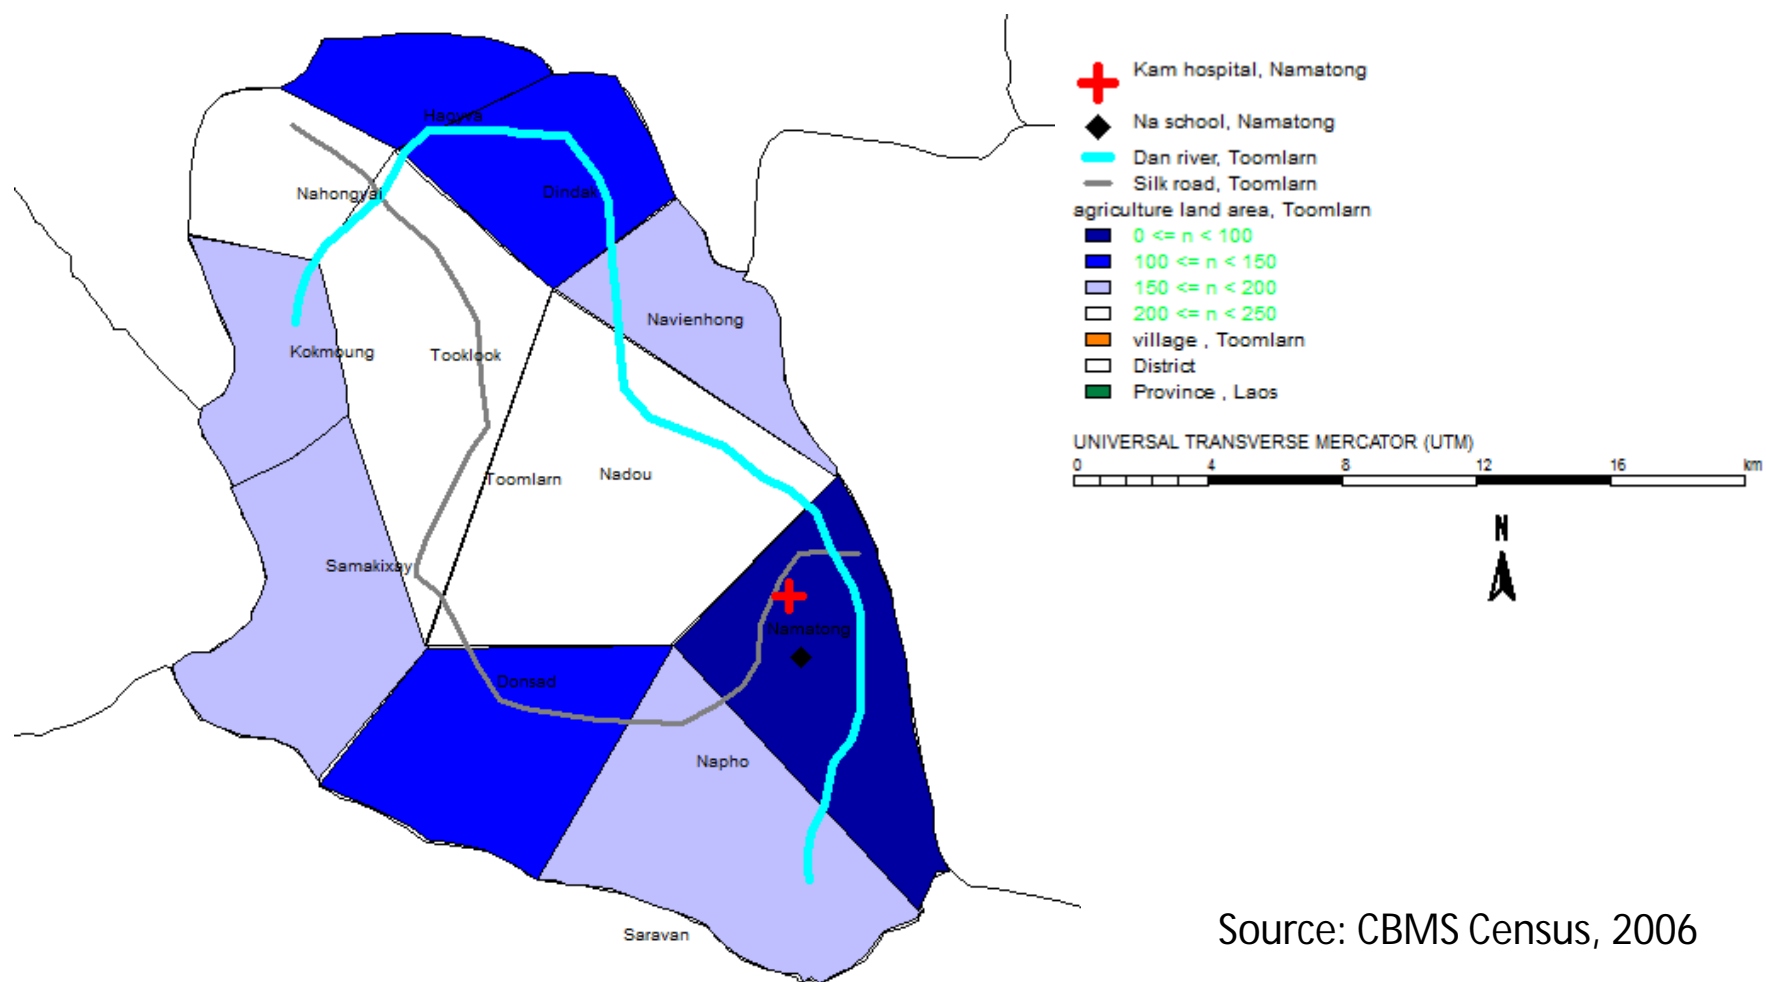 Hagyva
Nahongyai
Dindak
Navienhong
Kokmoung
Tooklook
Toomlarn
Nadou
Samakixay
Namatong
Donsad
Napho
Saravan
Kam hospital, Namatong
Na school, Namatong
Dan river, Toomlarn
Silk road, Toomlarn
agriculture land area, Toomlarn
0 <= n < 100
100 <= n < 150
150 <= n < 200
200 <= n < 250
village , Toomlarn
District
Province , Laos
UNIVERSAL TRANSVERSE MERCATOR (UTM)
0 4 8 12 16 km
N
Source: CBMS Census, 2006